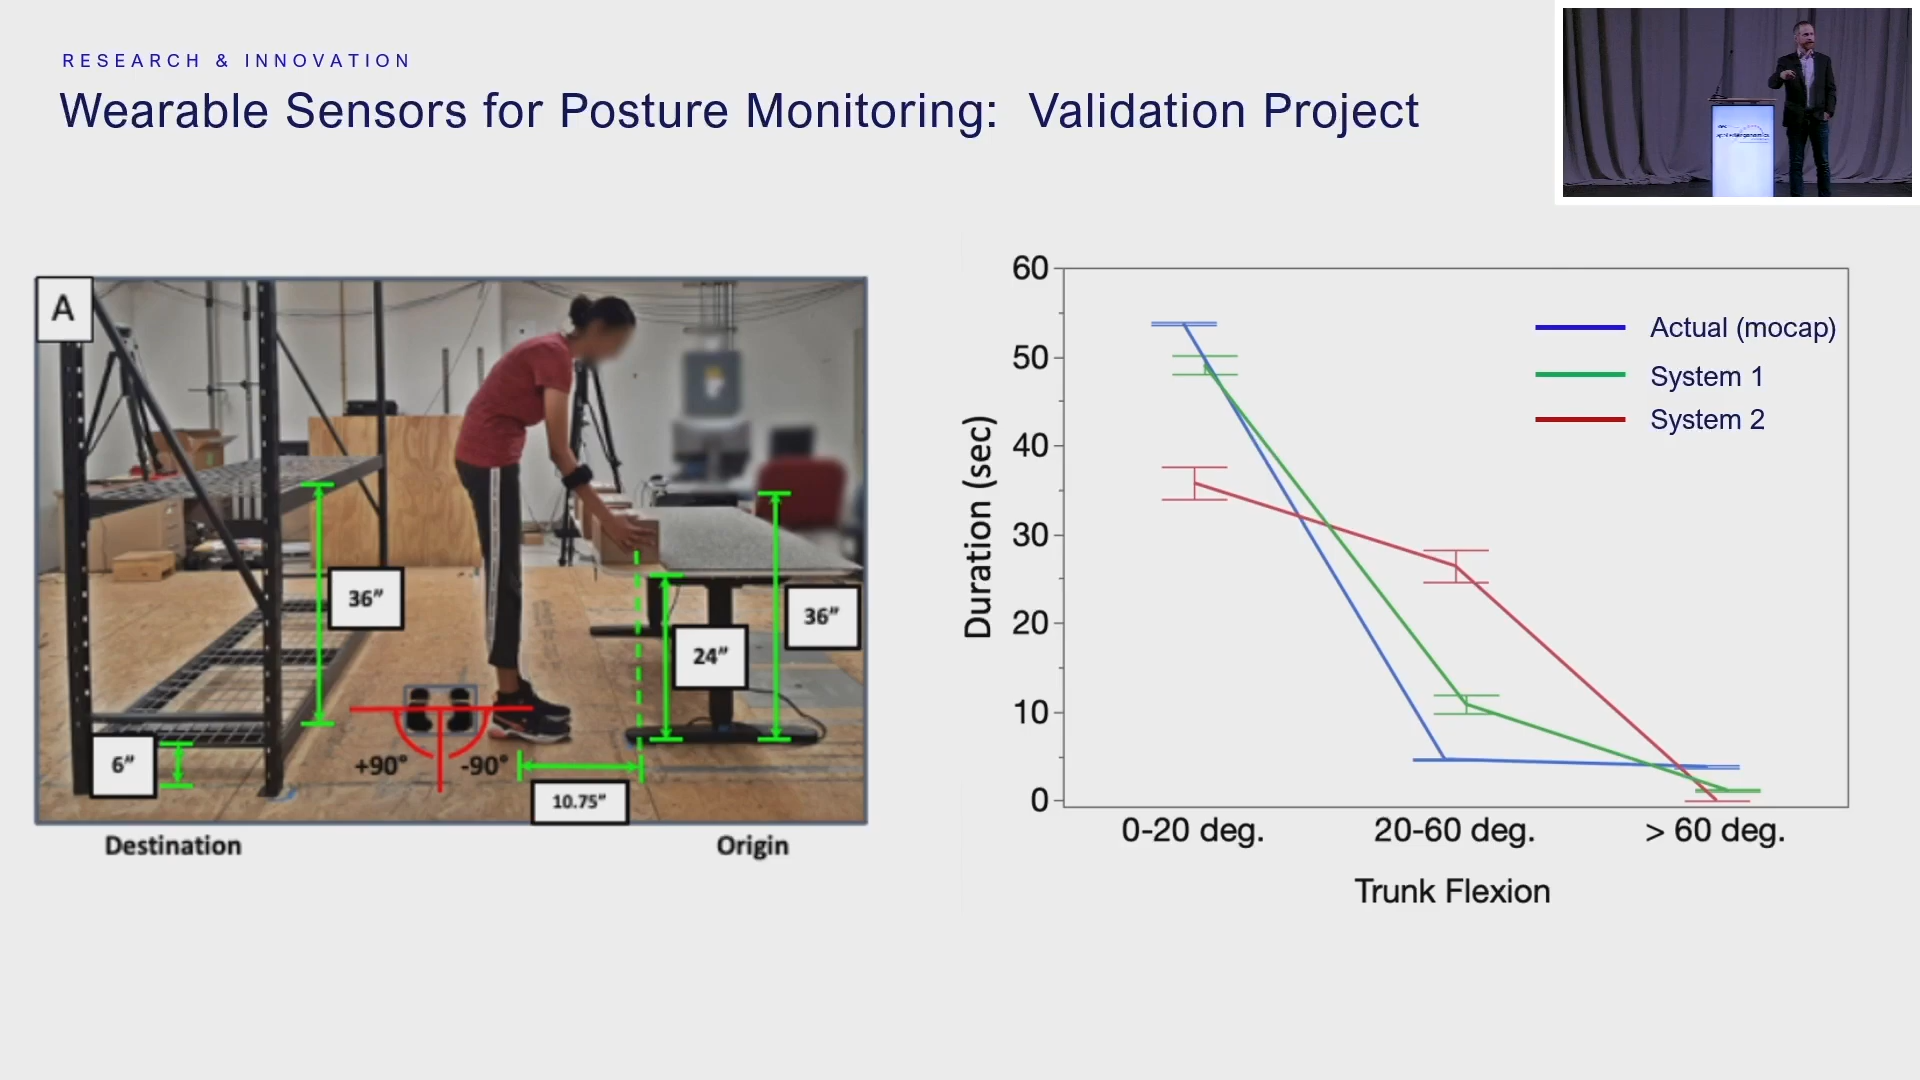 RESEARCH & INNOVATION
Wearable Sensors for Posture Monitoring: Validation Project
A
36”
36”
24”
6”
+90°
-90°
10.75”
Destination
Origin
60
50
40
30
20
10
0
Duration (sec)
Actual (mocap)
System 1
System 2
0-20 deg.
20-60 deg.
> 60 deg.
Trunk Flexion